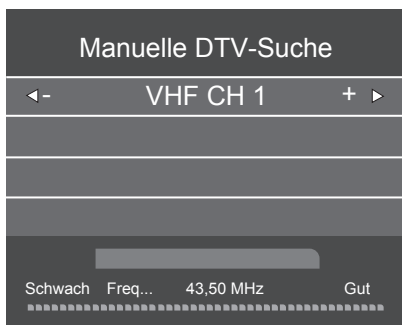 Manuelle DTV-Suche
- VHF CH 1 +
Schwach Freq... 43,50 MHz Gut